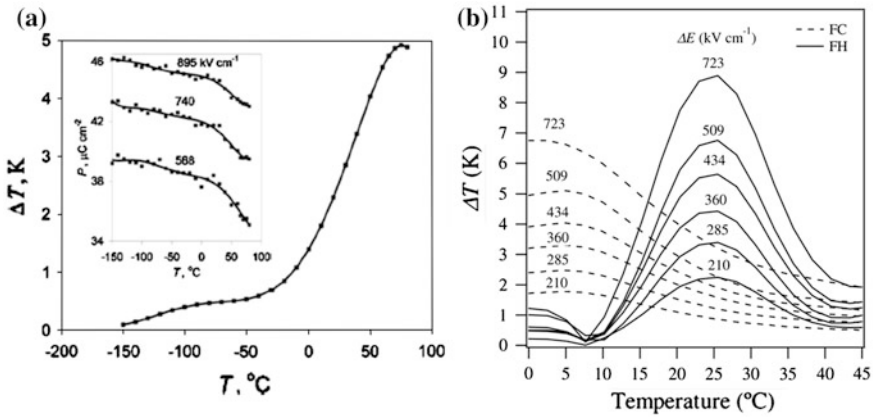 (a)
5
4
3
2
1
0
ΔT, K
-200 -150 -100 -50 0 50 100
T, °C
46
42
38
34
P, μC cm⁻²
895 kV cm⁻¹
740
568
-150 -100 -50 0 50 100
T, °C
(b)
11
10
9
8
7
6
5
4
3
2
1
0
ΔT (K)
ΔE (kV cm⁻¹)
FC
FH
723
509
434
360
285
210
723
509
434
360
285
210
0 5 10 15 20 25 30 35 40 45
Temperature (ºC)